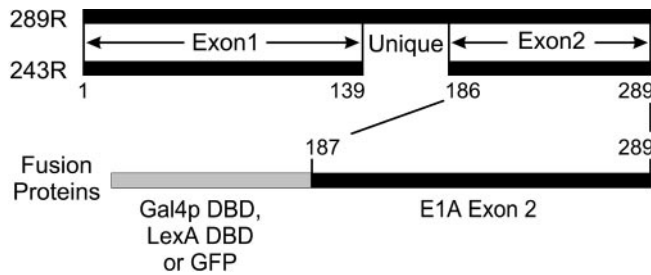 289R
Exon1 Unique Exon2
243R
1 139 186 289
187 289
Fusion
Proteins
Gal4p DBD, E1A Exon 2
LexA DBD
or GFP